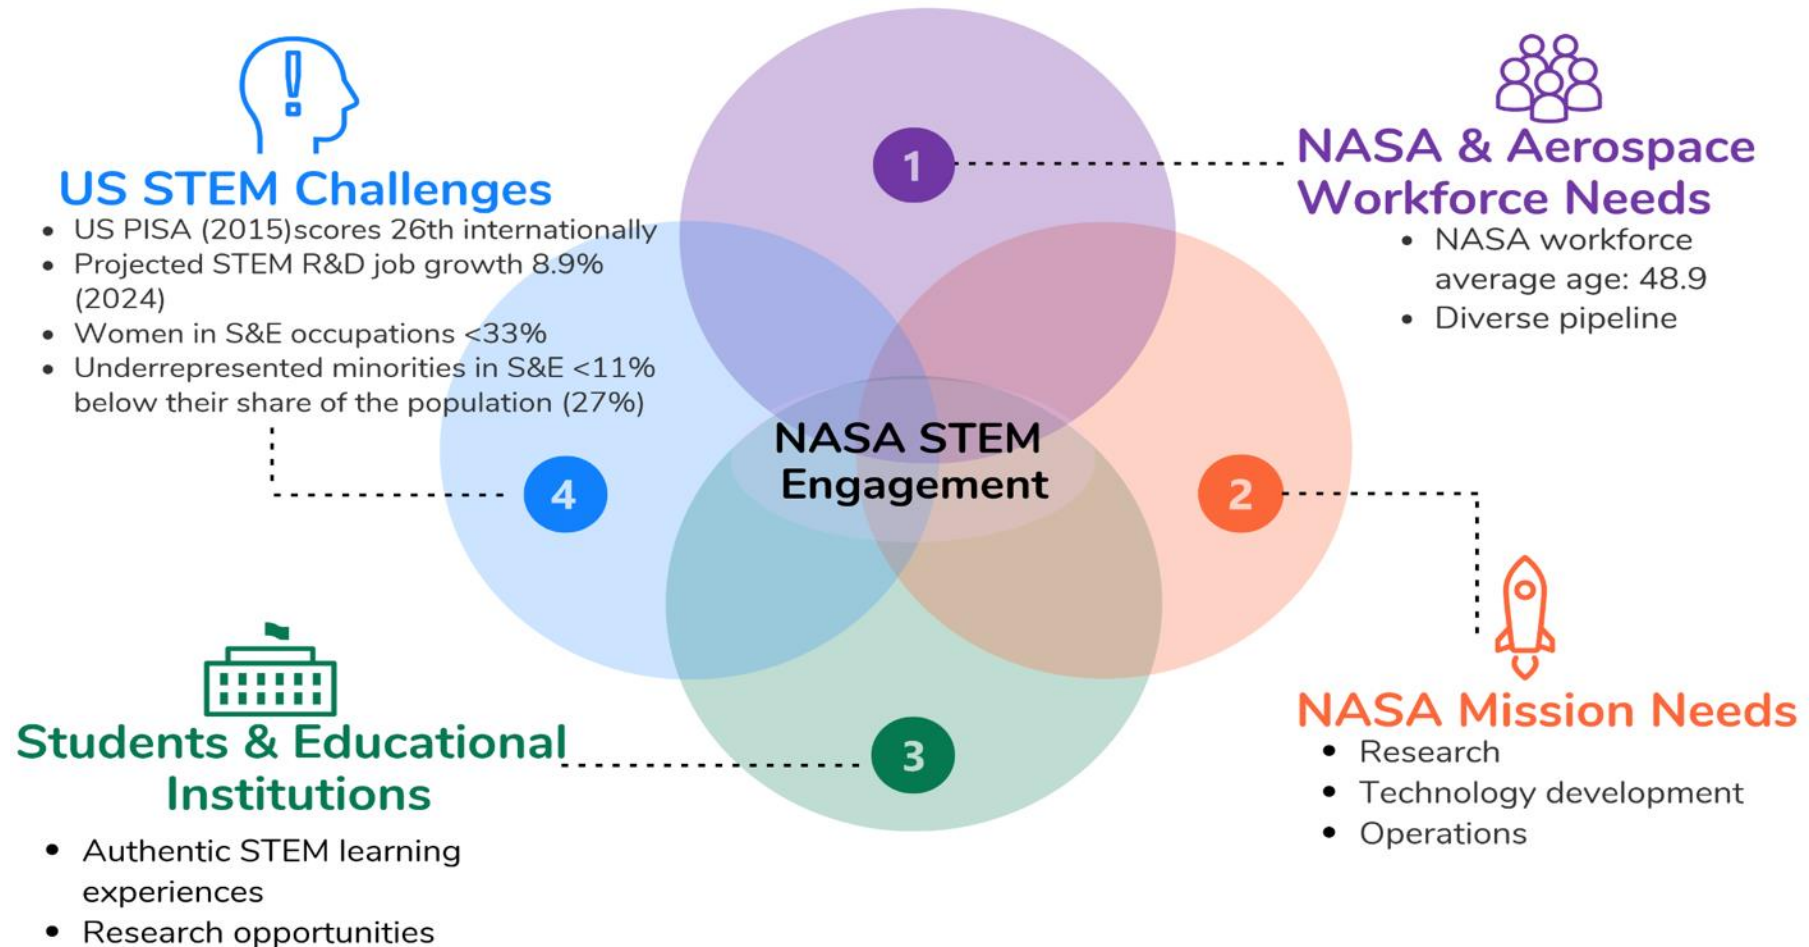 US STEM Challenges
• US PISA (2015)scores 26th internationally
• Projected STEM R&D job growth 8.9%
(2024)
• Women in S&E occupations <33%
• Underrepresented minorities in S&E <11%
below their share of the population (27%)
1
NASA & Aerospace
Workforce Needs
• NASA workforce
average age: 48.9
• Diverse pipeline
NASA STEM
Engagement
4
2
Students & Educational
Institutions
• Authentic STEM learning
experiences
• Research opportunities
3
NASA Mission Needs
• Research
• Technology development
• Operations